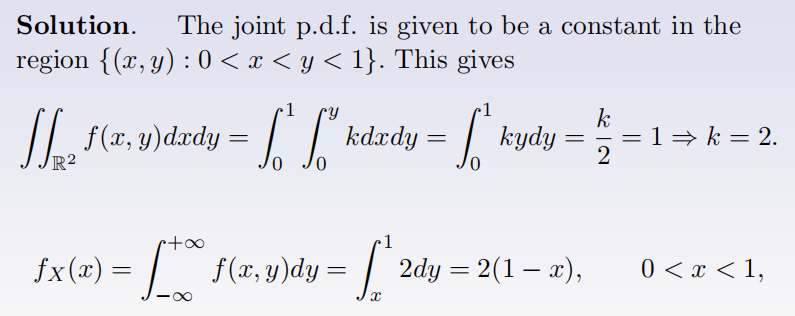 Solution. The joint p.d.f. is given to be a constant in the
region {(x, y) : 0 < x < y < 1}. This gives
∬_{ℝ²} f(x, y)dxdy = ∫_0^1 ∫_0^y kdxdy = ∫_0^1 kydy = k/2 = 1 ⇒ k = 2.
f_X(x) = ∫_{−∞}^{+∞} f(x, y)dy = ∫_x^1 2dy = 2(1 − x), 0 < x < 1,